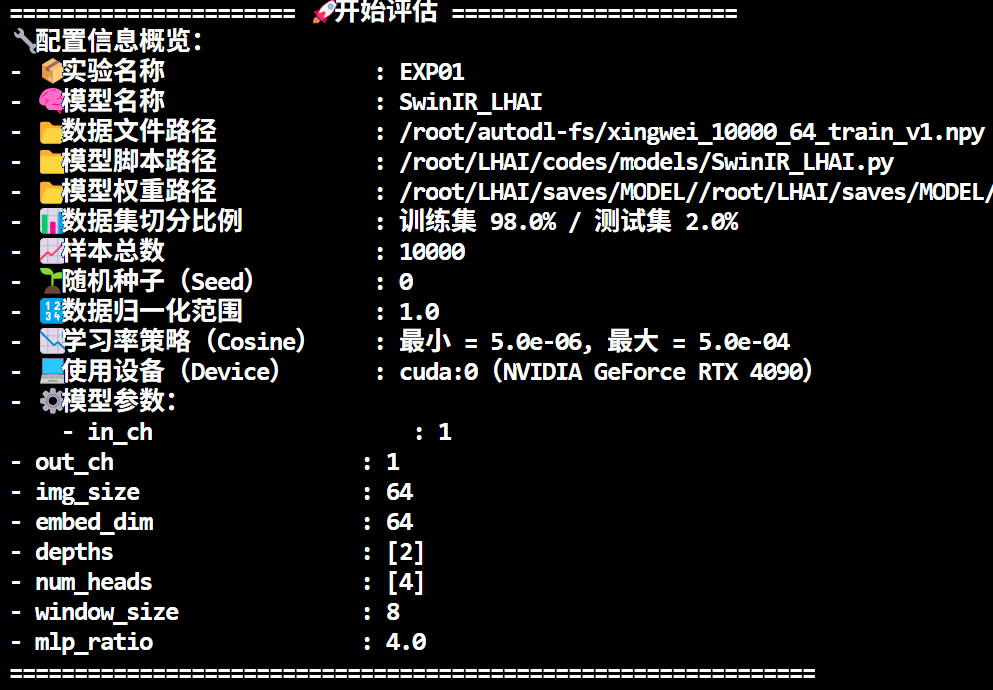 ====================== 🚀开始评估 ======================
🔧配置信息概览：
- 📦实验名称 : EXP01
- 🧠模型名称 : SwinIR_LHAI
- 📁数据文件路径 : /root/autodl-fs/xingwei_10000_64_train_v1.npy
- 📁模型脚本路径 : /root/LHAI/codes/models/SwinIR_LHAI.py
- 📁模型权重路径 : /root/LHAI/saves/MODEL//root/LHAI/saves/MODEL/
- 📊数据集切分比例 : 训练集 98.0% / 测试集 2.0%
- 📈样本总数 : 10000
- 🌱随机种子（Seed） : 0
- 🔢数据归一化范围 : 1.0
- 📉学习率策略（Cosine） : 最小 = 5.0e-06，最大 = 5.0e-04
- 💻使用设备（Device） : cuda:0（NVIDIA GeForce RTX 4090）
- ⚙️模型参数：
- in_ch : 1
- out_ch : 1
- img_size : 64
- embed_dim : 64
- depths : [2]
- num_heads : [4]
- window_size : 8
- mlp_ratio : 4.0
==============================================================